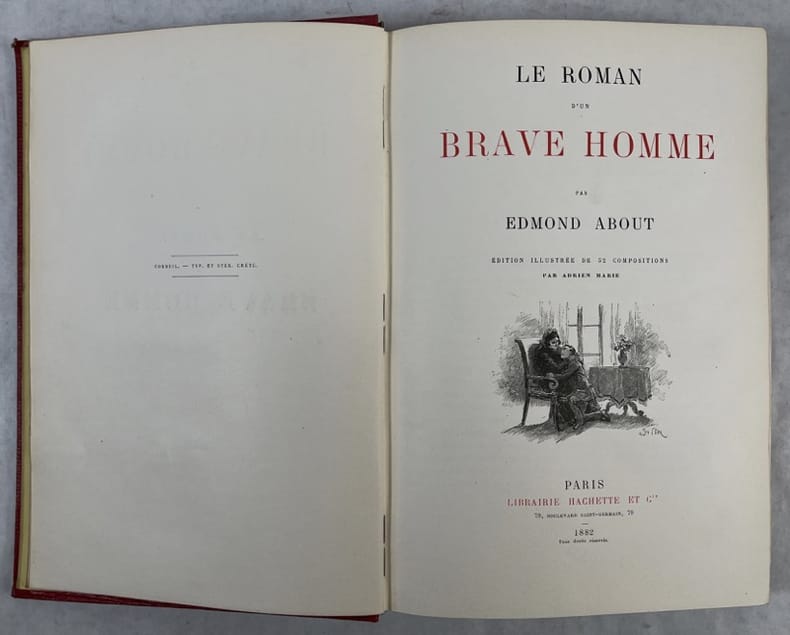 CORBEIL. — TYP. ET STÉR. CRÉTÉ.
LE ROMAN
D'UN
BRAVE HOMME
PAR
EDMOND ABOUT
ÉDITION ILLUSTRÉE DE 52 COMPOSITIONS
PAR ADRIEN MARIE
PARIS
LIBRAIRIE HACHETTE ET Cie
79, BOULEVARD SAINT-GERMAIN, 79
1882
Tous droits réservés.